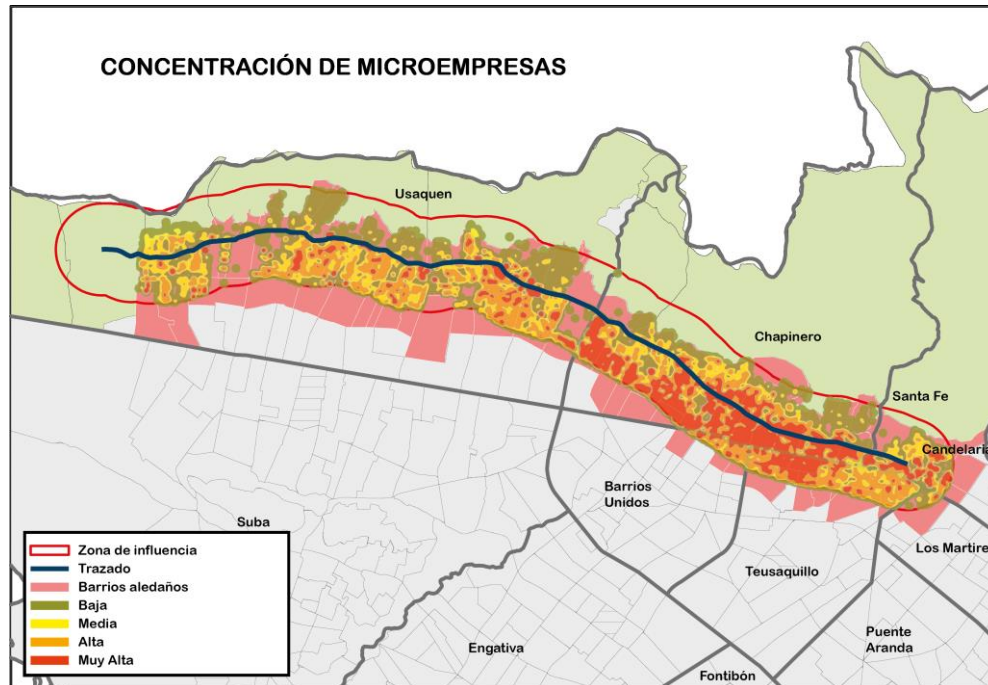 CONCENTRACIÓN DE MICROEMPRESAS
Usaquen
Chapinero
Santa Fe
Candelaria
Barrios
Unidos
Suba
Los Martire
Teusaquillo
Puente
Aranda
Engativa
Fontibón
Zona de influencia
Trazado
Barrios aledaños
Baja
Media
Alta
Muy Alta